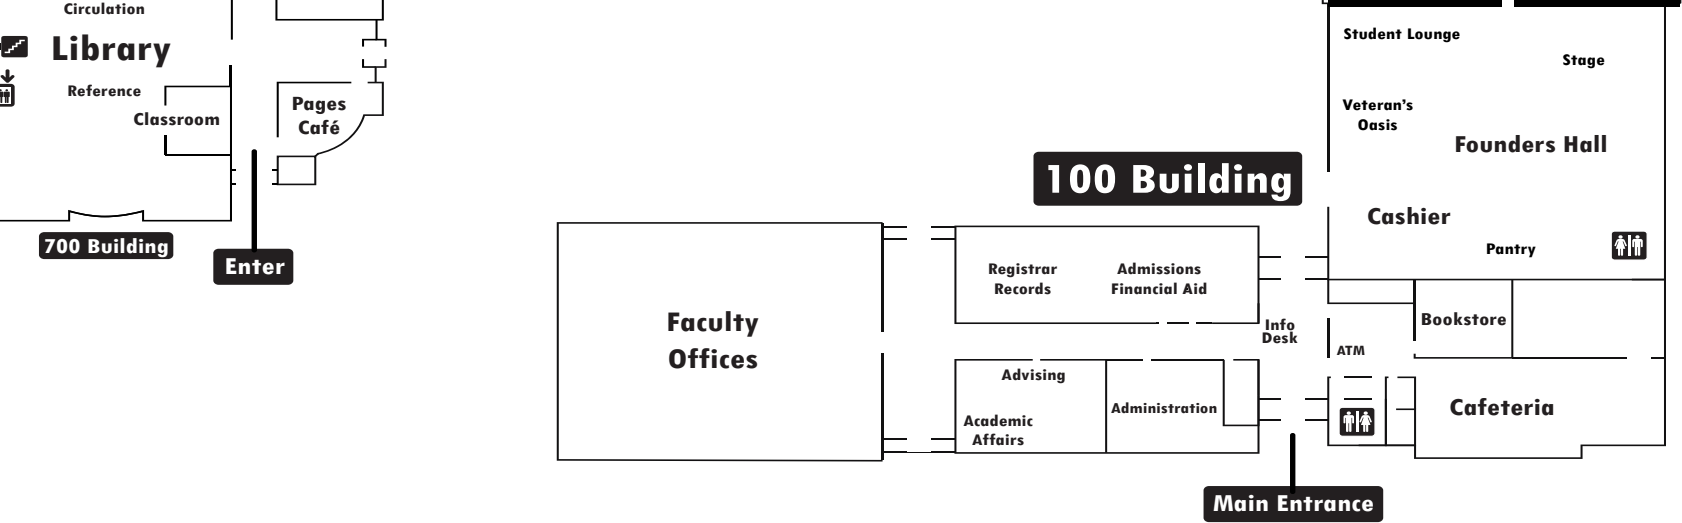 Circulation
Library
Reference
Classroom
Pages
Café
700 Building
Enter
100 Building
Student Lounge
Stage
Veteran's
Oasis
Founders Hall
Cashier
Pantry
Faculty
Offices
Registrar
Records
Admissions
Financial Aid
Info
Desk
Bookstore
ATM
Advising
Academic
Affairs
Administration
Cafeteria
Main Entrance